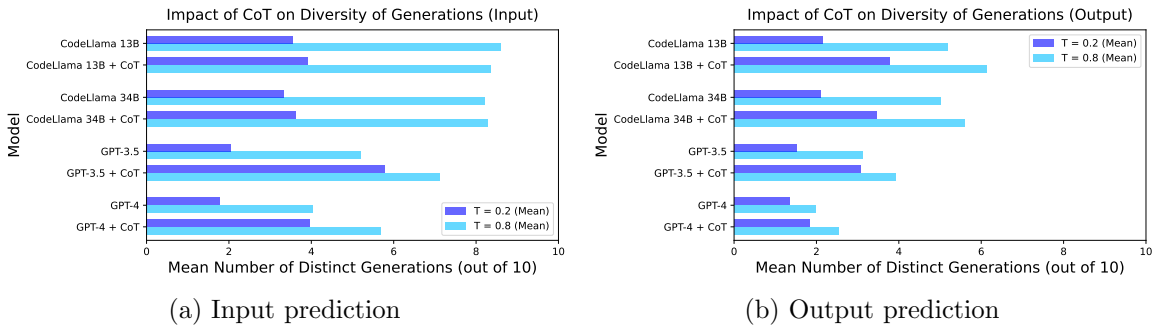 Impact of CoT on Diversity of Generations (Input)
Model
CodeLlama 13B
CodeLlama 13B + CoT
CodeLlama 34B
CodeLlama 34B + CoT
GPT-3.5
GPT-3.5 + CoT
GPT-4
GPT-4 + CoT
T = 0.2 (Mean)
T = 0.8 (Mean)
0 2 4 6 8 10
Mean Number of Distinct Generations (out of 10)
(a) Input prediction
Impact of CoT on Diversity of Generations (Output)
Model
CodeLlama 13B
CodeLlama 13B + CoT
CodeLlama 34B
CodeLlama 34B + CoT
GPT-3.5
GPT-3.5 + CoT
GPT-4
GPT-4 + CoT
T = 0.2 (Mean)
T = 0.8 (Mean)
0 2 4 6 8 10
Mean Number of Distinct Generations (out of 10)
(b) Output prediction